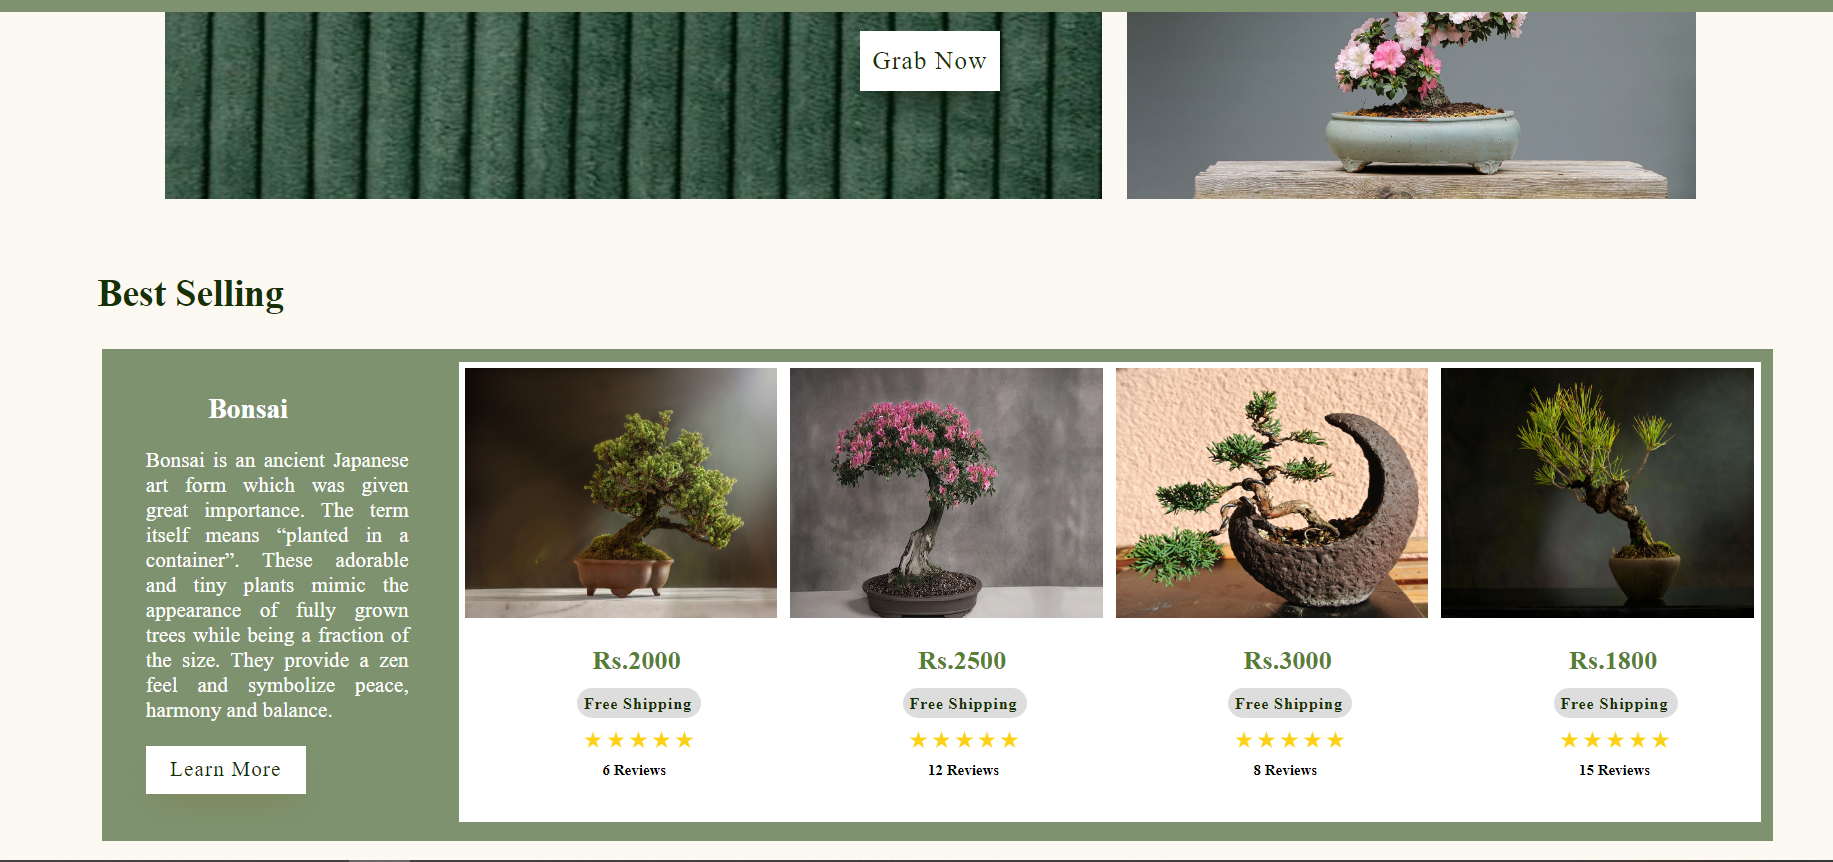 Grab Now
Best Selling
Bonsai
Bonsai is an ancient Japanese
art form which was given
great importance. The term
itself means “planted in a
container”. These adorable
and tiny plants mimic the
appearance of fully grown
trees while being a fraction of
the size. They provide a zen
feel and symbolize peace,
harmony and balance.
Learn More
Rs.2000
Free Shipping
★★★★★
6 Reviews
Rs.2500
Free Shipping
★★★★★
12 Reviews
Rs.3000
Free Shipping
★★★★★
8 Reviews
Rs.1800
Free Shipping
★★★★★
15 Reviews